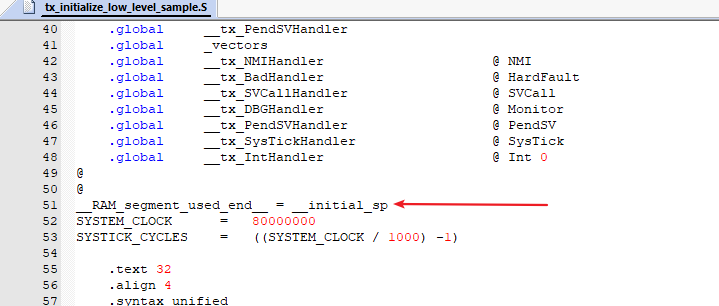 tx_initialize_low_level_sample.S
40 .global __tx_PendSVHandler
41 .global _vectors
42 .global __tx_NMIHandler @ NMI
43 .global __tx_BadHandler @ HardFault
44 .global __tx_SVCallHandler @ SVCall
45 .global __tx_DBGHandler @ Monitor
46 .global __tx_PendSVHandler @ PendSV
47 .global __tx_SysTickHandler @ SysTick
48 .global __tx_IntHandler @ Int 0
49 @
50 @
51 __RAM_segment_used_end__ = __initial_sp
52 SYSTEM_CLOCK = 80000000
53 SYSTICK_CYCLES = ((SYSTEM_CLOCK / 1000) -1)
54
55 .text 32
56 .align 4
57 .syntax unified